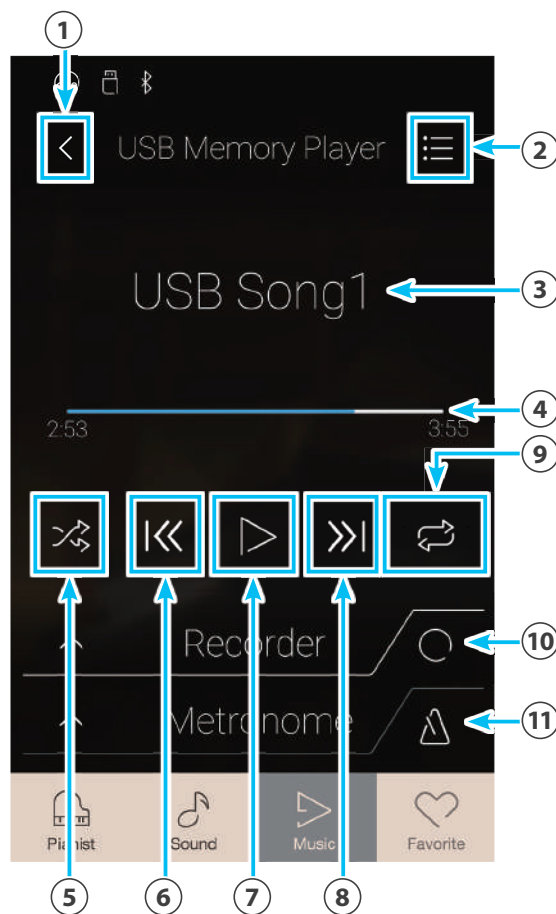 1
USB Memory Player
2
USB Song1
3
4
2:53 3:55
9
Recorder
10
Metronome
11
Pianist Sound Music Favorite
5 6 7 8